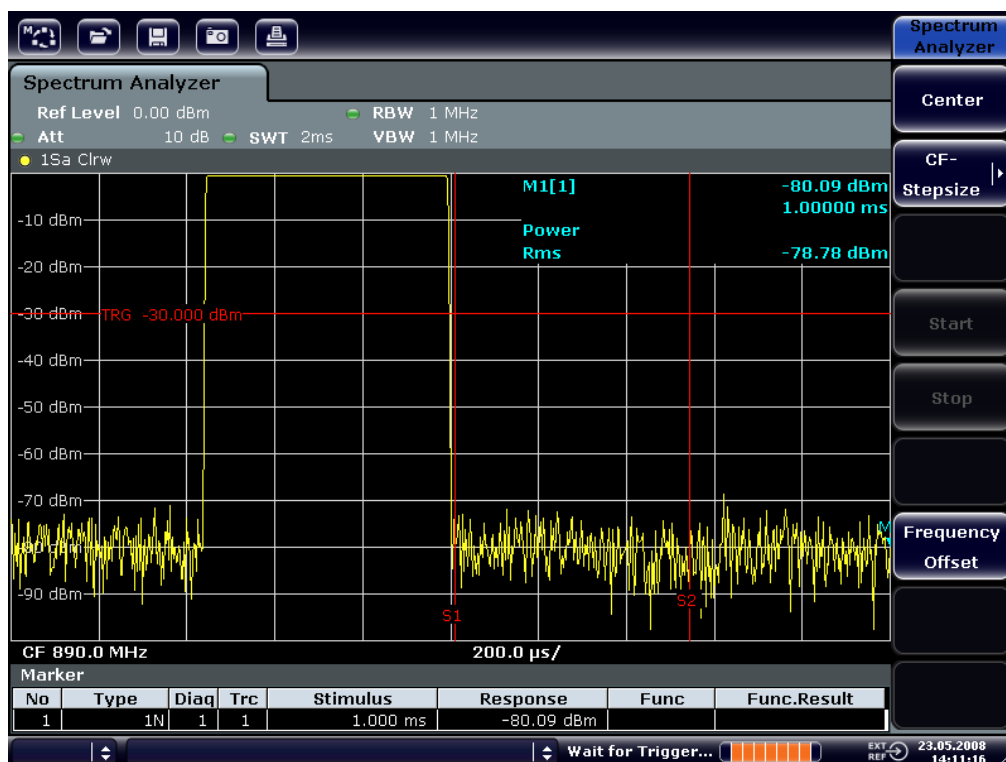 Spectrum
Analyzer
Spectrum Analyzer
Ref Level 0.00 dBm RBW 1 MHz
Att 10 dB SWT 2ms VBW 1 MHz
1Sa Clrw
M1[1] -80.09 dBm
1.00000 ms
Power
Rms -78.78 dBm
-10 dBm
-20 dBm
-30 dBm TRG -30.000 dBm
-40 dBm
-50 dBm
-60 dBm
-70 dBm
-80 dBm
-90 dBm
S1
S2
CF 890.0 MHz 200.0 µs/
Marker
No Type Diag Trc Stimulus Response Func Func.Result
1 1N 1 1 1.000 ms -80.09 dBm
Wait for Trigger... EXT REF 23.05.2008
14:11:16
Center
CF-
Stepsize
Start
Stop
Frequency
Offset